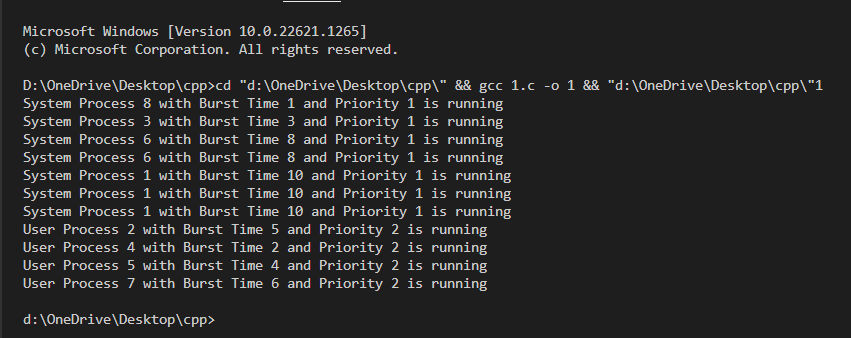 Microsoft Windows [Version 10.0.22621.1265]
(c) Microsoft Corporation. All rights reserved.
D:\OneDrive\Desktop\cpp>cd "d:\OneDrive\Desktop\cpp\" && gcc 1.c -o 1 && "d:\OneDrive\Desktop\cpp\"1
System Process 8 with Burst Time 1 and Priority 1 is running
System Process 3 with Burst Time 3 and Priority 1 is running
System Process 6 with Burst Time 8 and Priority 1 is running
System Process 6 with Burst Time 8 and Priority 1 is running
System Process 1 with Burst Time 10 and Priority 1 is running
System Process 1 with Burst Time 10 and Priority 1 is running
System Process 1 with Burst Time 10 and Priority 1 is running
User Process 2 with Burst Time 5 and Priority 2 is running
User Process 4 with Burst Time 2 and Priority 2 is running
User Process 5 with Burst Time 4 and Priority 2 is running
User Process 7 with Burst Time 6 and Priority 2 is running
d:\OneDrive\Desktop\cpp>